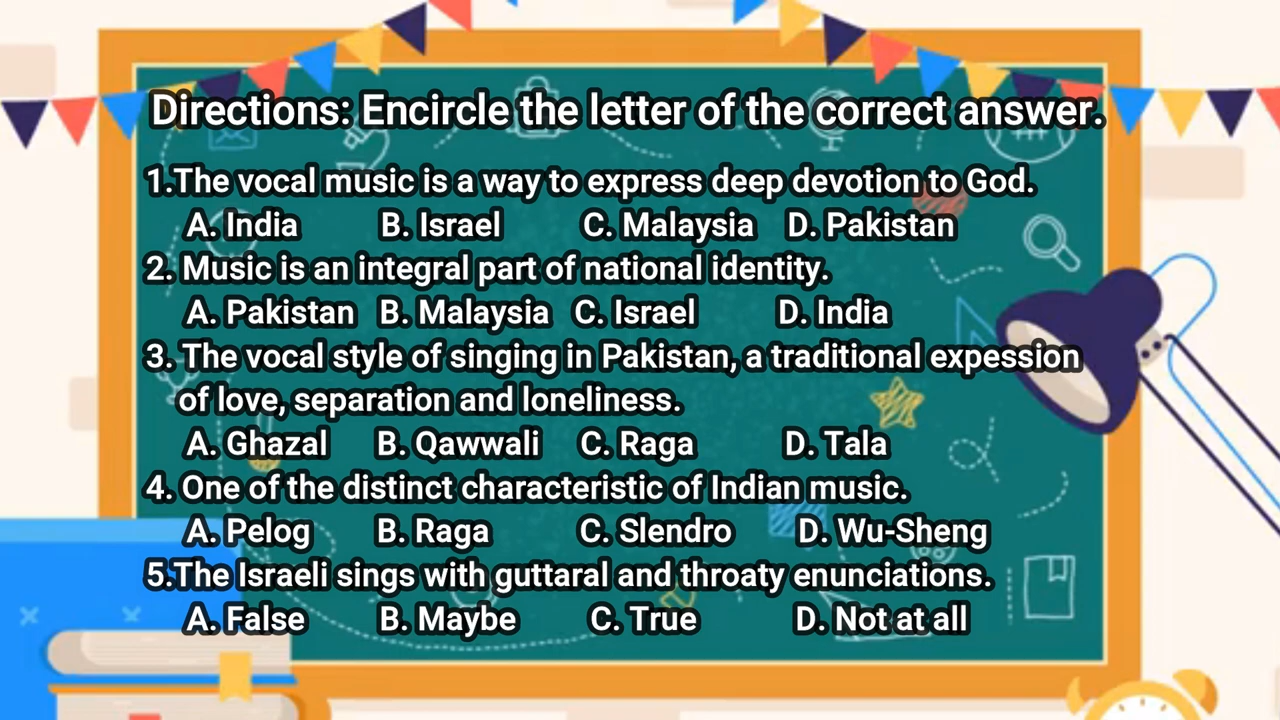 Directions: Encircle the letter of the correct answer.
1.The vocal music is a way to express deep devotion to God.
A. India B. Israel C. Malaysia D. Pakistan
2. Music is an integral part of national identity.
A. Pakistan B. Malaysia C. Israel D. India
3. The vocal style of singing in Pakistan, a traditional expession
of love, separation and loneliness.
A. Ghazal B. Qawwali C. Raga D. Tala
4. One of the distinct characteristic of Indian music.
A. Pelog B. Raga C. Slendro D. Wu-Sheng
5.The Israeli sings with guttaral and throaty enunciations.
A. False B. Maybe C. True D. Not at all